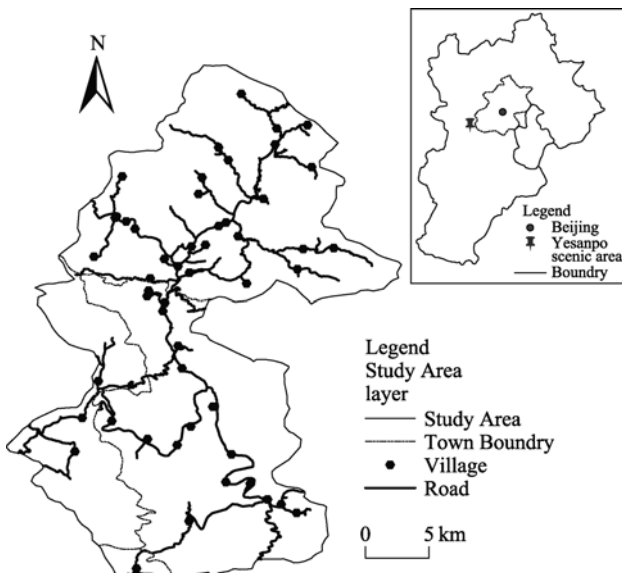 N
Legend
Beijing
Yesanpo
scenic area
Boundry
Legend
Study Area
layer
Study Area
Town Boundry
Village
Road
0 5 km